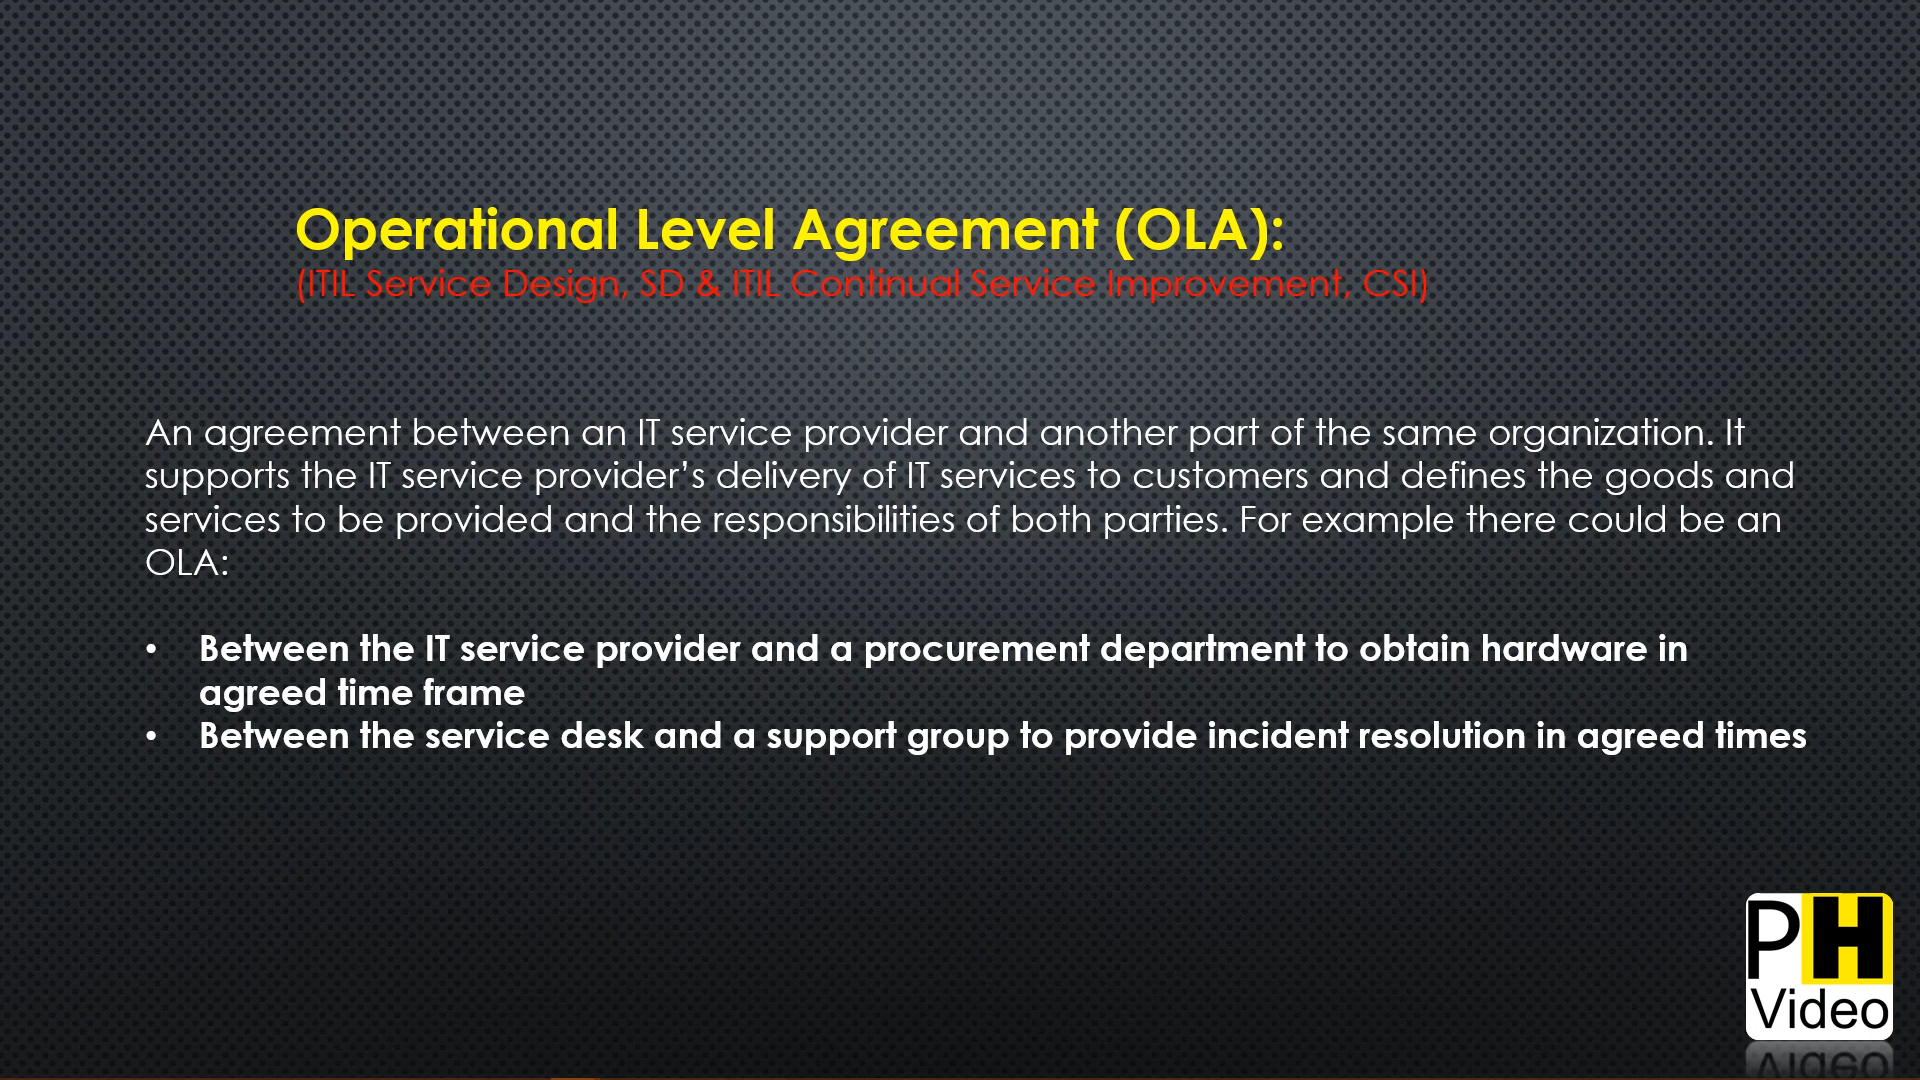 Operational Level Agreement (OLA):
(ITIL Service Design, SD & ITIL Continual Service Improvement, CSI)
An agreement between an IT service provider and another part of the same organization. It
supports the IT service provider’s delivery of IT services to customers and defines the goods and
services to be provided and the responsibilities of both parties. For example there could be an
OLA:
• Between the IT service provider and a procurement department to obtain hardware in
agreed time frame
• Between the service desk and a support group to provide incident resolution in agreed times
PH
Video